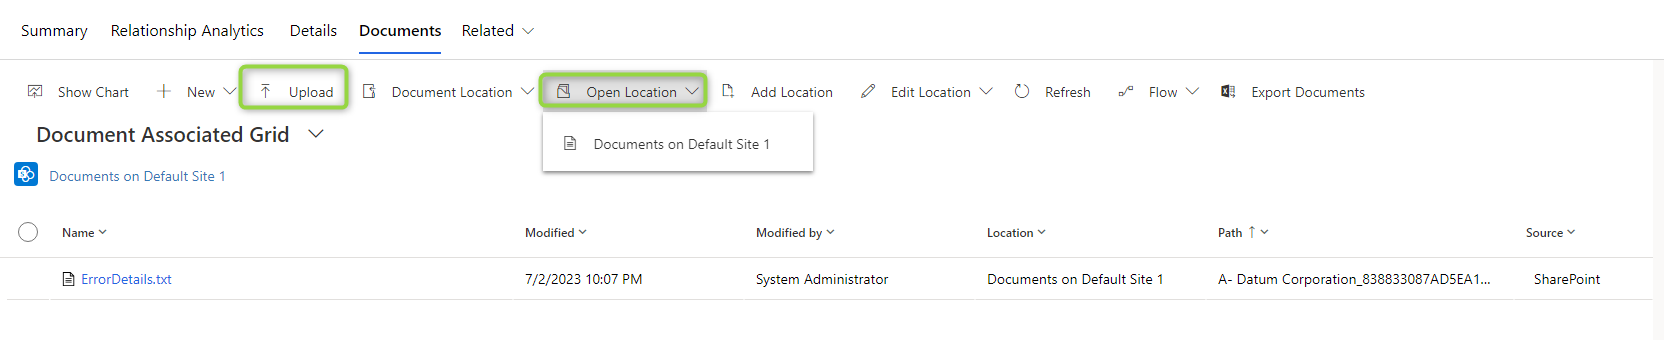 Summary Relationship Analytics Details Documents Related
Show Chart New Upload Document Location Open Location Add Location Edit Location Refresh Flow Export Documents
Document Associated Grid
Documents on Default Site 1
Documents on Default Site 1
Name Modified Modified by Location Path Source
ErrorDetails.txt 7/2/2023 10:07 PM System Administrator Documents on Default Site 1 A- Datum Corporation_838833087AD5EA1... SharePoint